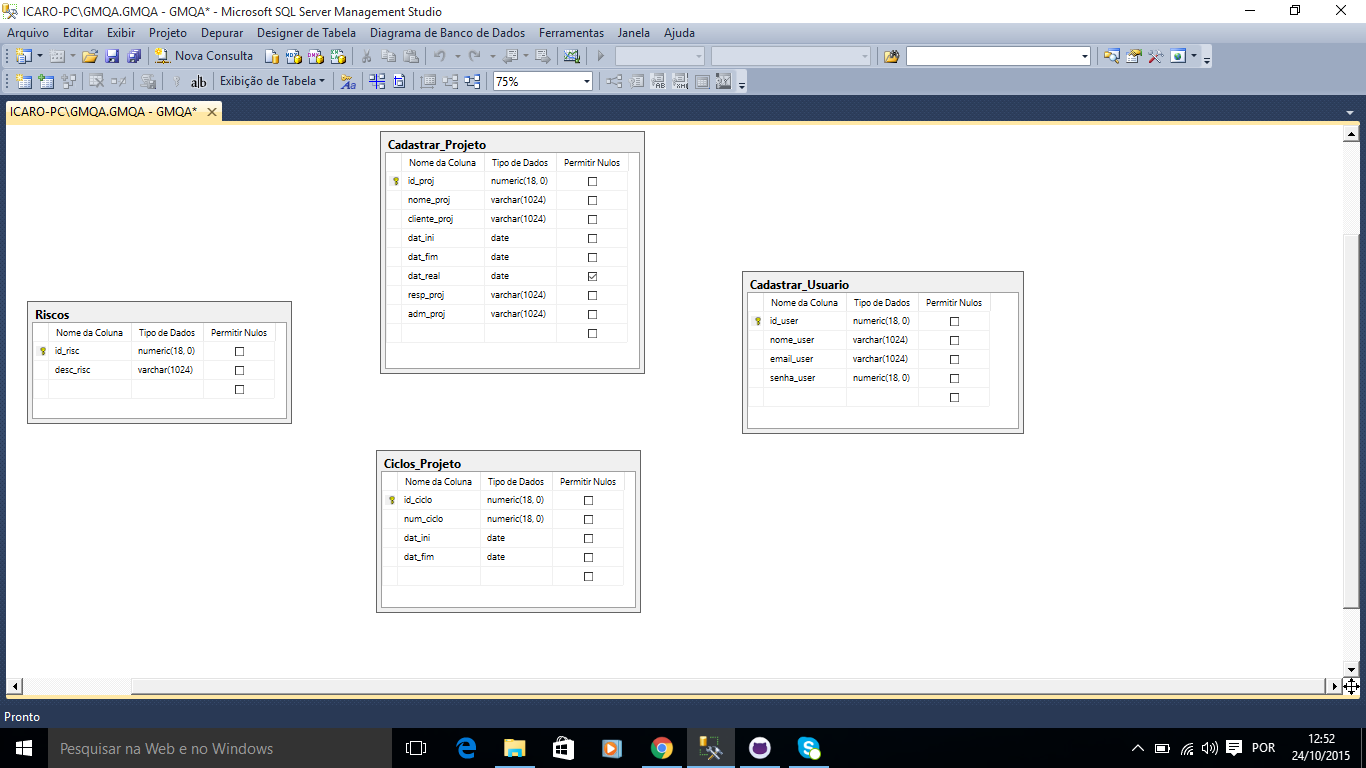 ICARO-PC\GMQA.GMQA - GMQA* - Microsoft SQL Server Management Studio
Arquivo Editar Exibir Projeto Depurar Designer de Tabela Diagrama de Banco de Dados Ferramentas Janela Ajuda
Nova Consulta
Exibição de Tabela 75%
ICARO-PC\GMQA.GMQA - GMQA*
Cadastrar_Projeto
Nome da Coluna Tipo de Dados Permitir Nulos
id_proj numeric(18, 0)
nome_proj varchar(1024)
cliente_proj varchar(1024)
dat_ini date
dat_fim date
dat_real date
resp_proj varchar(1024)
adm_proj varchar(1024)
Cadastrar_Usuario
Nome da Coluna Tipo de Dados Permitir Nulos
id_user numeric(18, 0)
nome_user varchar(1024)
email_user varchar(1024)
senha_user numeric(18, 0)
Riscos
Nome da Coluna Tipo de Dados Permitir Nulos
id_risc numeric(18, 0)
desc_risc varchar(1024)
Ciclos_Projeto
Nome da Coluna Tipo de Dados Permitir Nulos
id_ciclo numeric(18, 0)
num_ciclo numeric(18, 0)
dat_ini date
dat_fim date
Pronto
Pesquisar na Web e no Windows
POR
12:52
24/10/2015